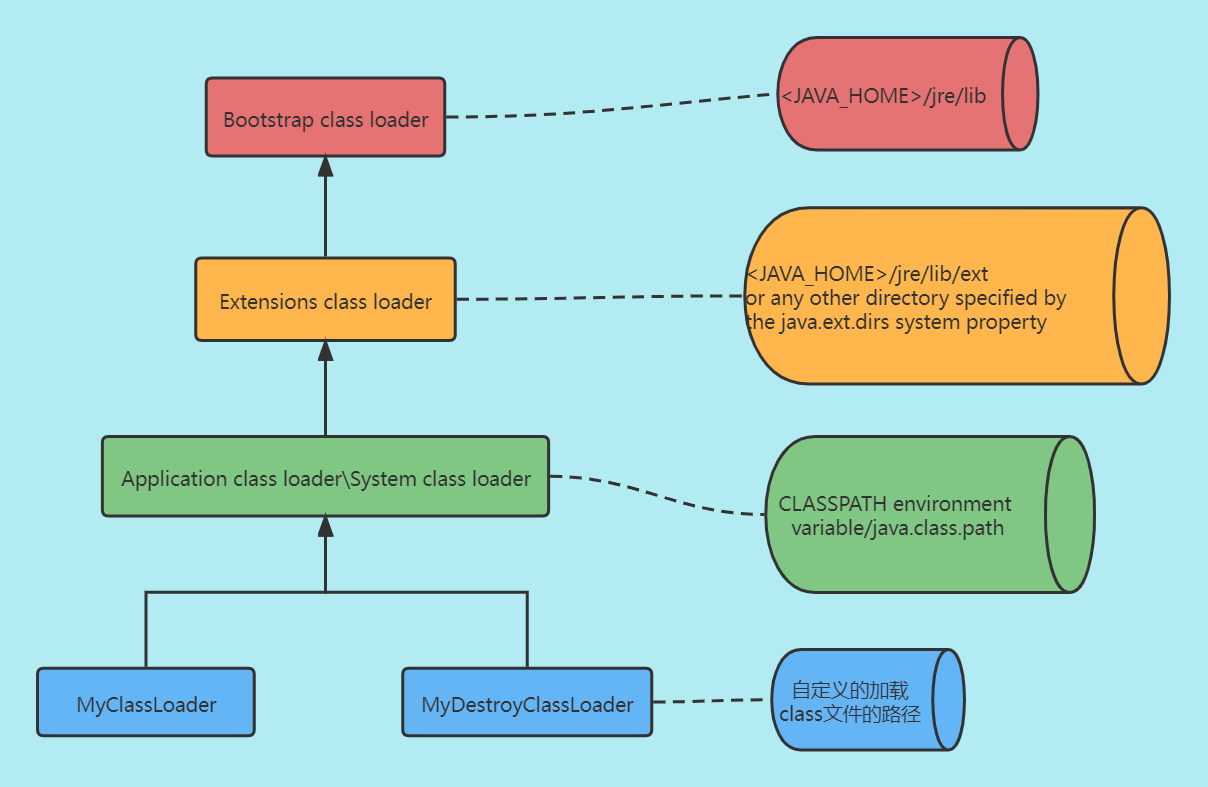 Bootstrap class loader
<JAVA_HOME>/jre/lib
Extensions class loader
<JAVA_HOME>/jre/lib/ext
or any other directory specified by
the java.ext.dirs system property
Application class loader\System class loader
CLASSPATH environment
variable/java.class.path
MyClassLoader
MyDestroyClassLoader
自定义的加载
class文件的路径